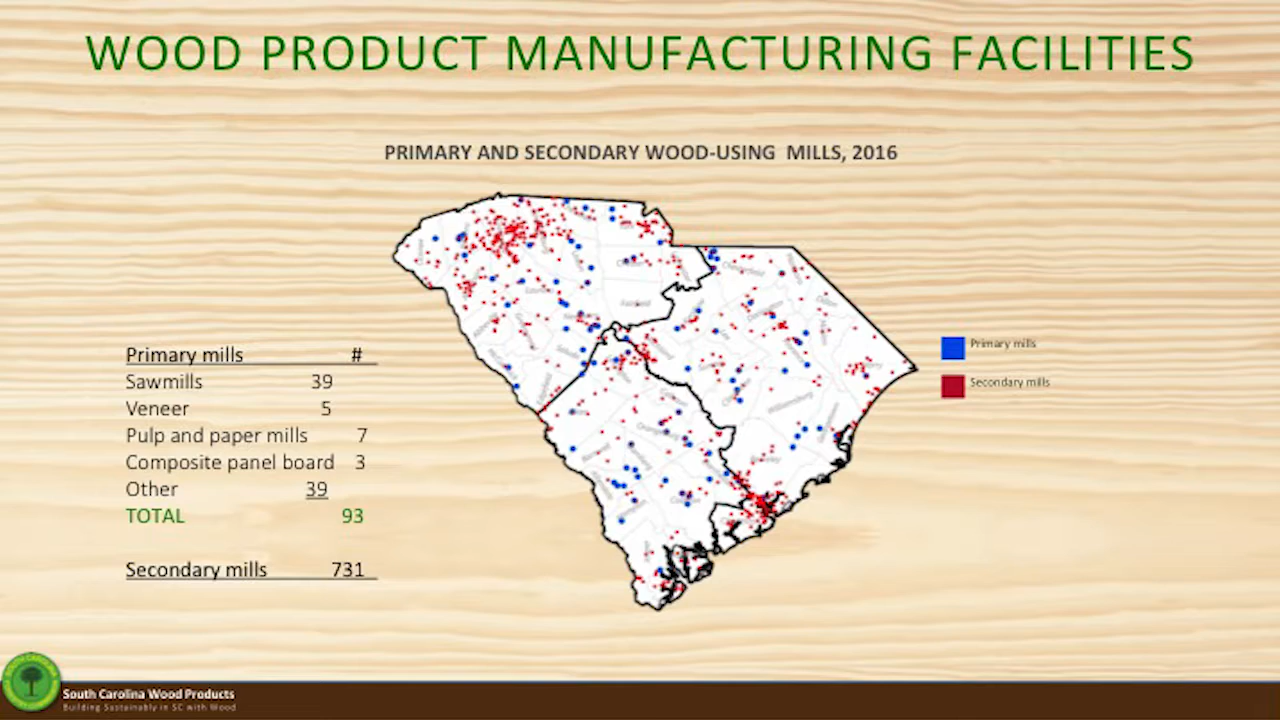 WOOD PRODUCT MANUFACTURING FACILITIES
PRIMARY AND SECONDARY WOOD-USING MILLS, 2016
Primary mills #
Sawmills 39
Veneer 5
Pulp and paper mills 7
Composite panel board 3
Other 39
TOTAL 93
Secondary mills 731
Primary mills
Secondary mills
South Carolina Wood Products
Building Sustainably in SC with Wood